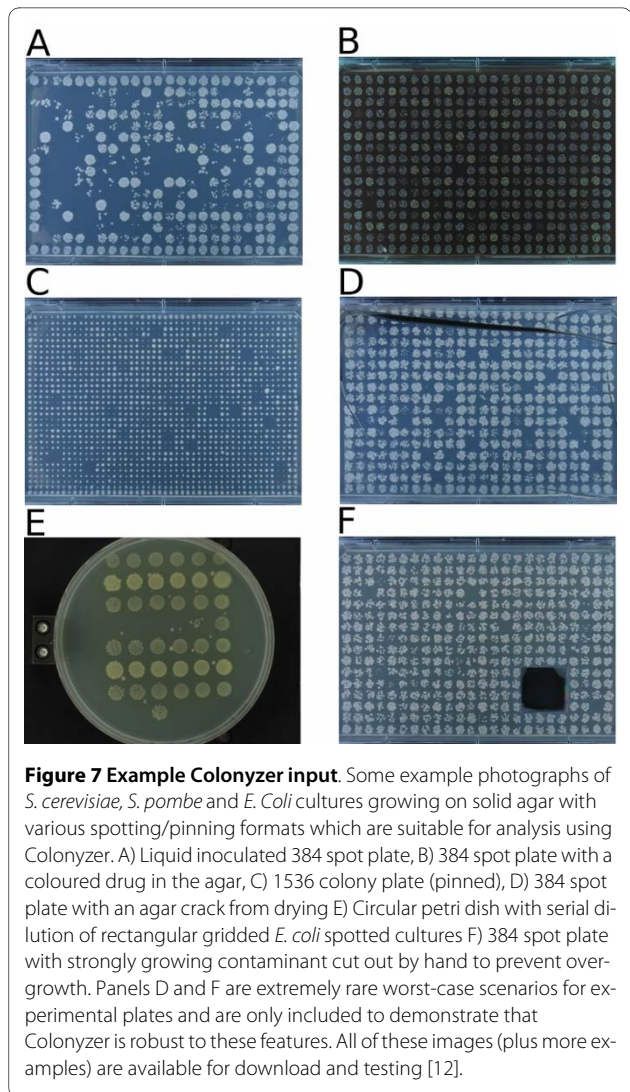 A
B
C
D
E
F
Figure 7 Example Colonyzer input. Some example photographs of
S. cerevisiae, S. pombe and E. Coli cultures growing on solid agar with
various spotting/pinning formats which are suitable for analysis using
Colonyzer. A) Liquid inoculated 384 spot plate, B) 384 spot plate with a
coloured drug in the agar, C) 1536 colony plate (pinned), D) 384 spot
plate with an agar crack from drying E) Circular petri dish with serial di-
lution of rectangular gridded E. coli spotted cultures F) 384 spot plate
with strongly growing contaminant cut out by hand to prevent over-
growth. Panels D and F are extremely rare worst-case scenarios for ex-
perimental plates and are only included to demonstrate that
Colonyzer is robust to these features. All of these images (plus more ex-
amples) are available for download and testing [12].